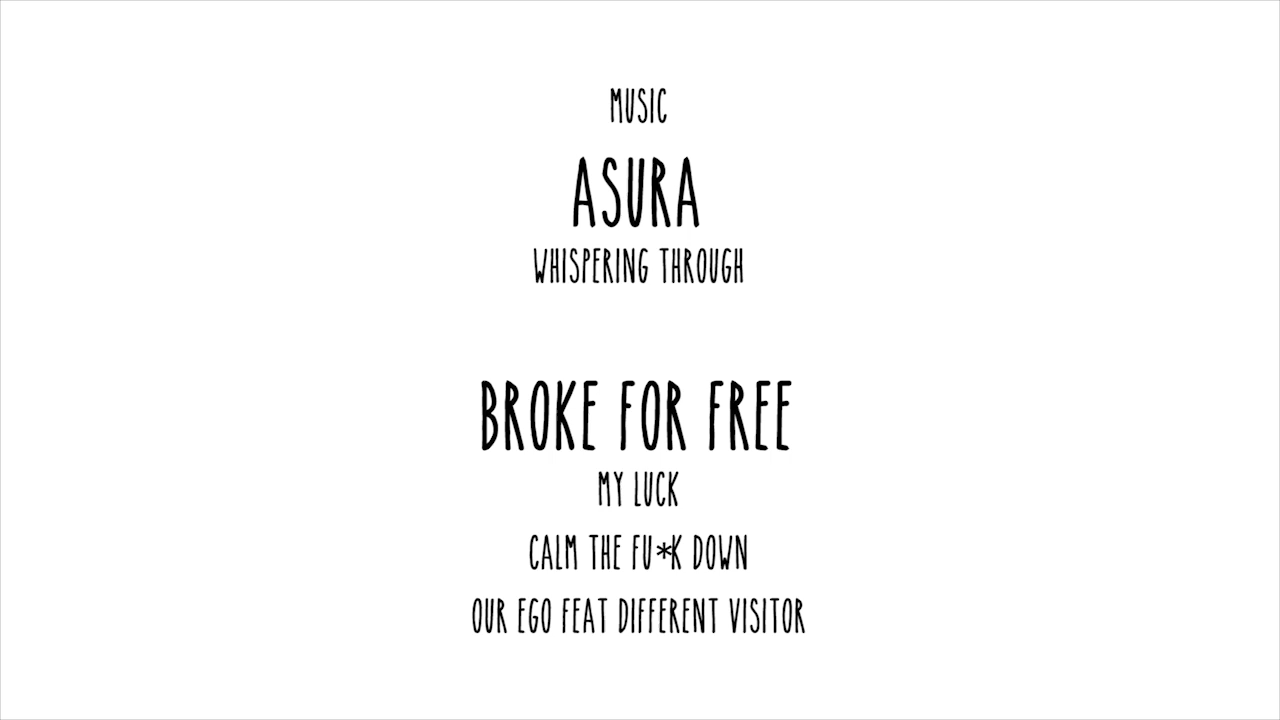 MUSIC
ASURA
WHISPERING THROUGH
BROKE FOR FREE
MY LUCK
CALM THE FU*K DOWN
OUR EGO FEAT DIFFERENT VISITOR